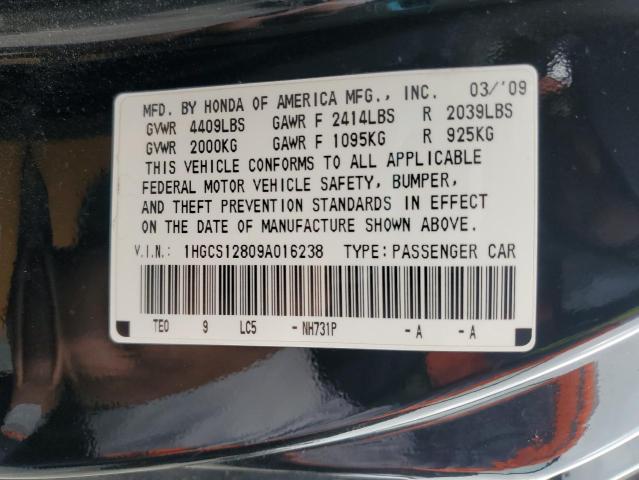 MFD. BY HONDA OF AMERICA MFG., INC. 03/'09
GVWR 4409LBS GAWR F 2414LBS R 2039LBS
GVWR 2000KG GAWR F 1095KG R 925KG
THIS VEHICLE CONFORMS TO ALL APPLICABLE
FEDERAL MOTOR VEHICLE SAFETY, BUMPER,
AND THEFT PREVENTION STANDARDS IN EFFECT
ON THE DATE OF MANUFACTURE SHOWN ABOVE.
V.I.N.: 1HGCS12809A016238 TYPE: PASSENGER CAR
TEO 9 LC5 -NH731P -A -A